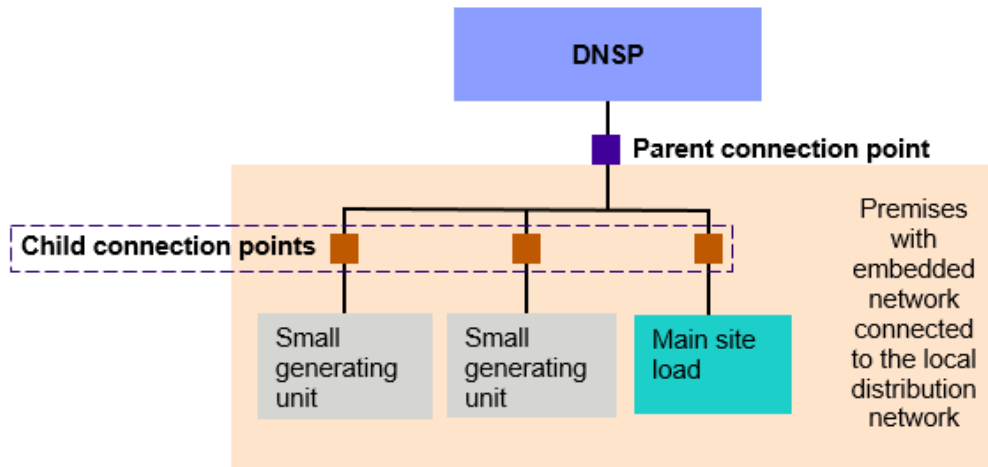 DNSP
Parent connection point
Child connection points
Small
generating
unit
Small
generating
unit
Main site
load
Premises
with
embedded
network
connected
to the local
distribution
network